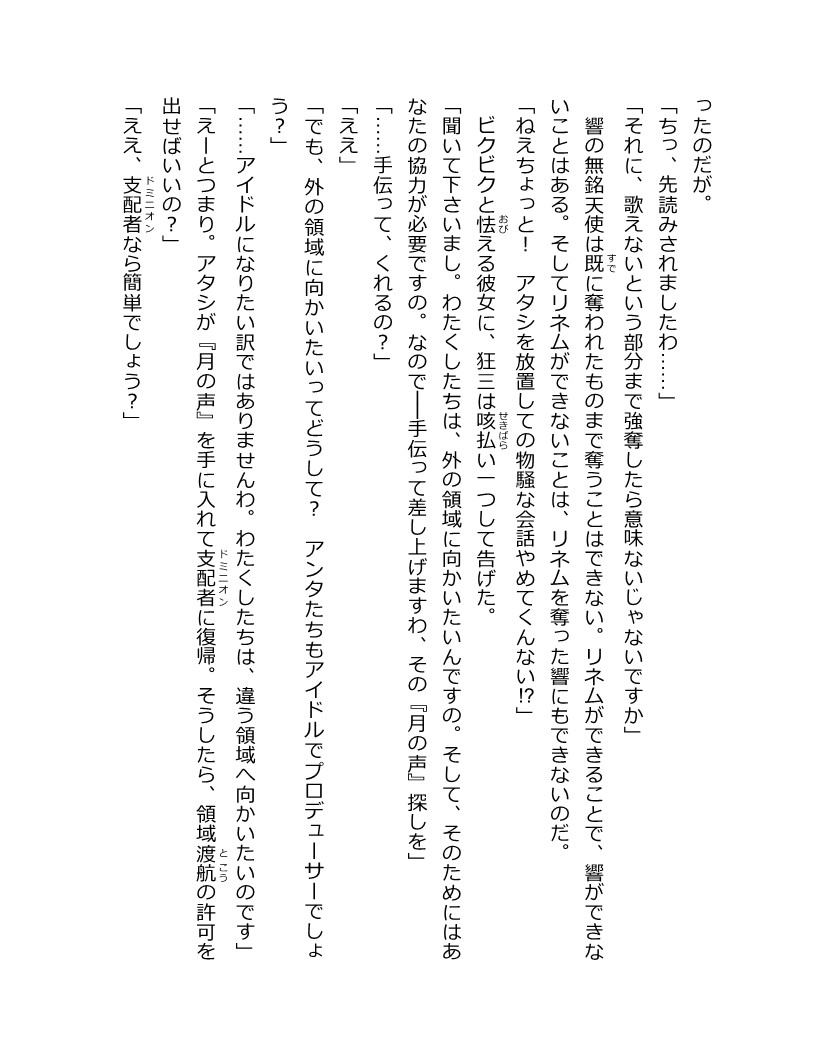 ったのだが。
「ちっ、先読みされましたわ……」
「それに、歌えないという部分まで強奪したら意味ないじゃないですか」
　響の無銘天使は既に奪われたものまで奪うことはできない。リネムができることで、響ができな
いことはある。そしてリネムができないことは、リネムを奪った響にもできないのだ。
「ねえちょっと！　アタシを放置しての物騒な会話やめてくんない⁉」
　ビクビクと怯える彼女に、狂三は咳払い一つして告げた。
「聞いて下さいまし。わたくしたちは、外の領域に向かいたいんですの。そして、そのためにはあ
なたの協力が必要ですの。なので──手伝って差し上げますわ、その『月の声』探しを」
「……手伝って、くれるの？」
「ええ」
「でも、外の領域に向かいたいってどうして？　アンタたちもアイドルでプロデューサーでしょ
う？」
「……アイドルになりたい訳ではありませんわ。わたくしたちは、違う領域へ向かいたいのです」
「えーとつまり。アタシが『月の声』を手に入れて支配者に復帰。そうしたら、領域渡航の許可を
出せばいいの？」
「ええ、支配者なら簡単でしょう？」